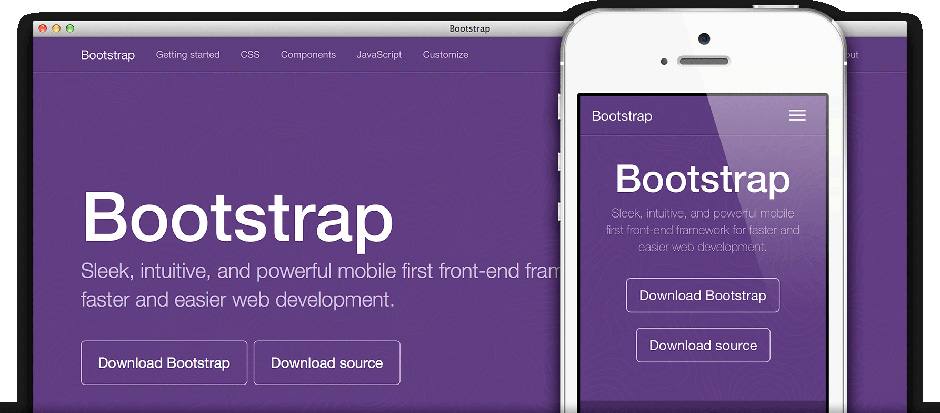 Bootstrap
Bootstrap Getting started CSS Components JavaScript Customize
Bootstrap
Sleek, intuitive, and powerful mobile first front-end
faster and easier web development.
Download Bootstrap Download source
Bootstrap
Bootstrap
Sleek, intuitive, and powerful mobile
first front-end framework for faster and
easier web development.
Download Bootstrap
Download source